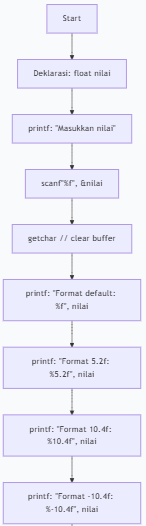 Start
Deklarasi: float nilai
printf: "Masukkan nilai"
scanf"%f", &nilai
getchar // clear buffer
printf: "Format default:
%f", nilai
printf: "Format 5.2f:
%5.2f", nilai
printf: "Format 10.4f:
%10.4f", nilai
printf: "Format -10.4f:
%-10.4f", nilai